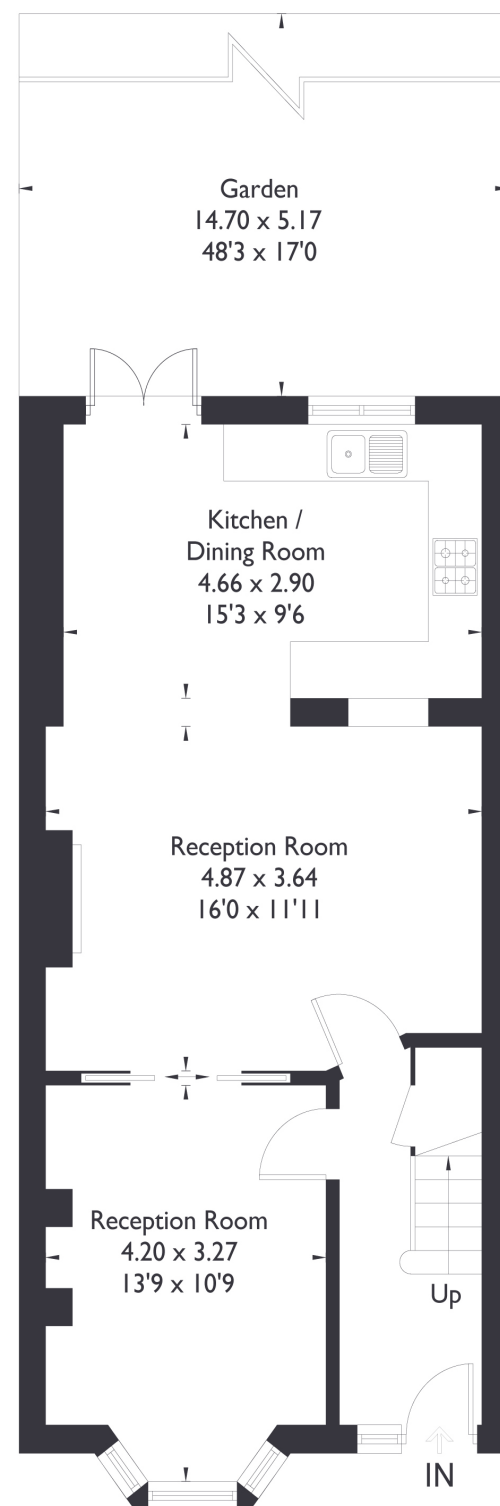 Garden
14.70 x 5.17
48'3 x 17'0
Kitchen /
Dining Room
4.66 x 2.90
15'3 x 9'6
Reception Room
4.87 x 3.64
16'0 x 11'11
Reception Room
4.20 x 3.27
13'9 x 10'9
Up
IN